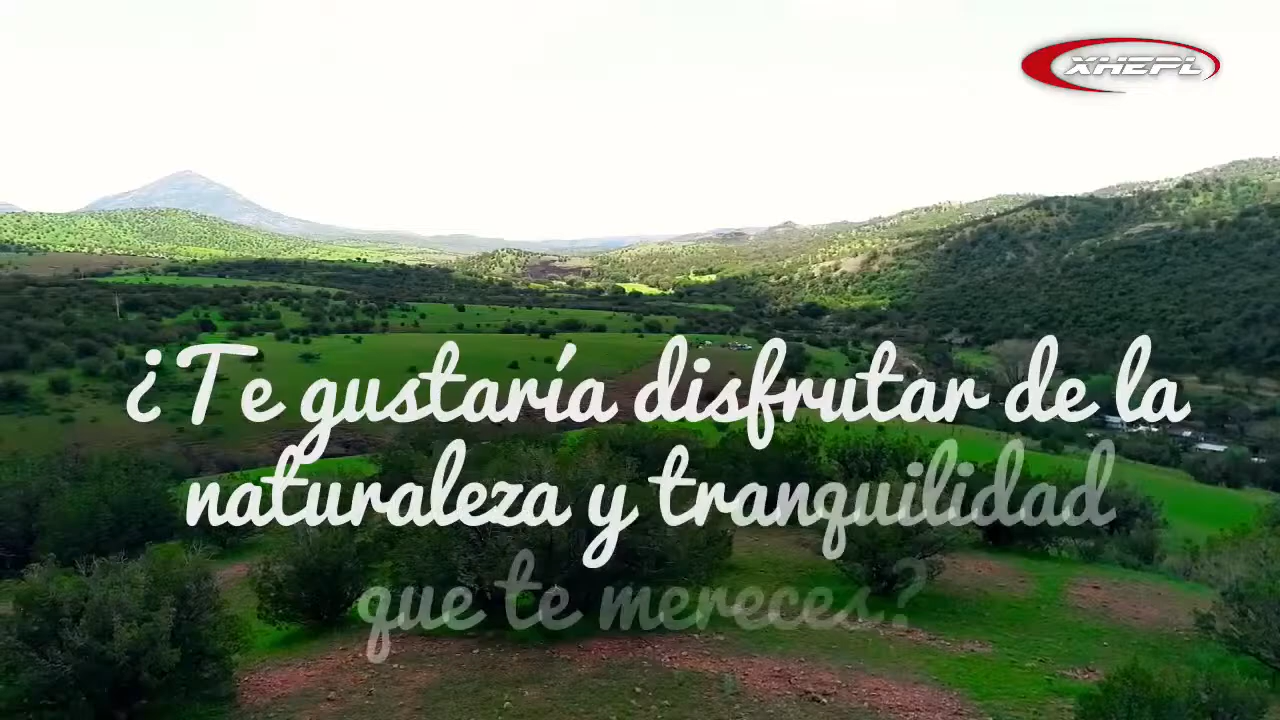 XHEPL
¿Te gustaría disfrutar de la
naturaleza y tranquilidad
que te mereces?